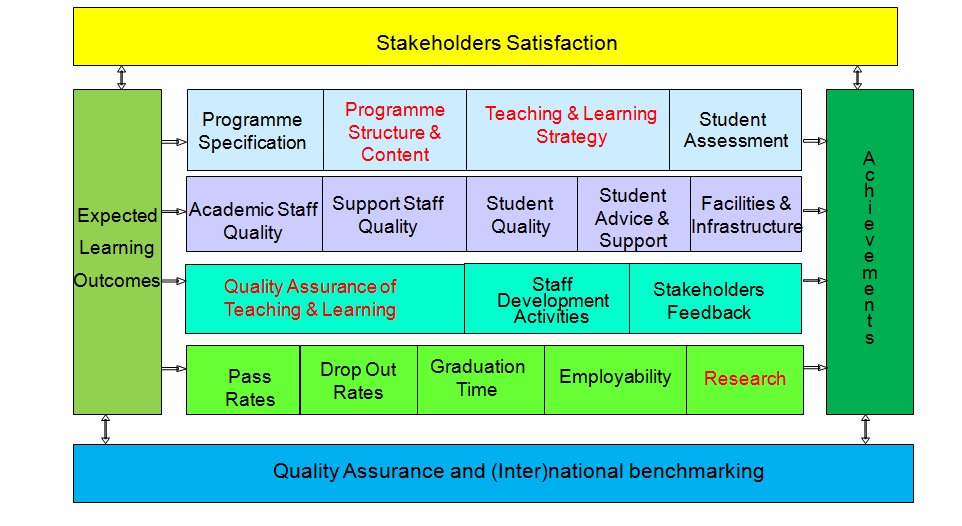 Stakeholders Satisfaction
Expected
Learning
Outcomes
Programme
Specification
Programme
Structure &
Content
Teaching & Learning
Strategy
Student
Assessment
Academic Staff
Quality
Support Staff
Quality
Student
Quality
Student
Advice &
Support
Facilities &
Infrastructure
Quality Assurance of
Teaching & Learning
Staff
Development
Activities
Stakeholders
Feedback
Pass
Rates
Drop Out
Rates
Graduation
Time
Employability
Research
Achievements
Quality Assurance and (Inter)national benchmarking